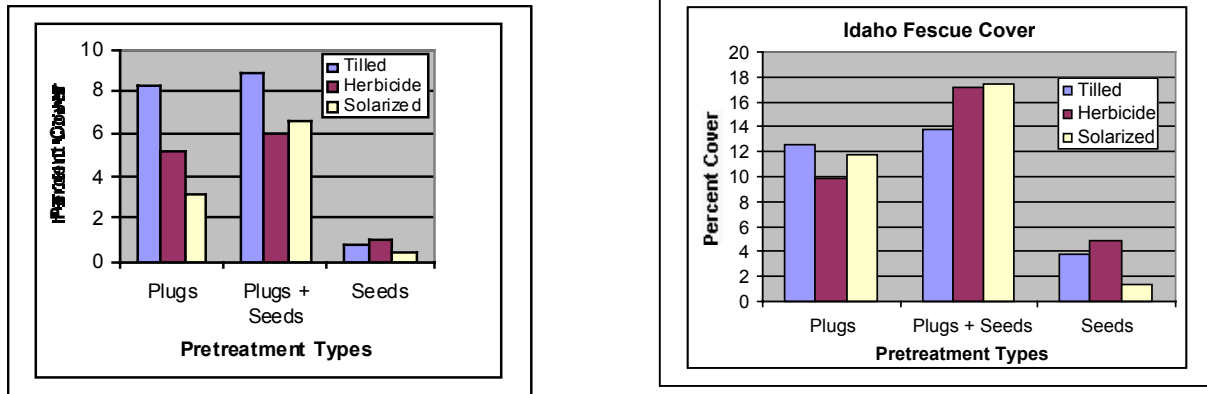 10
8
6
4
2
0
Percent Cover
Tilled
Herbicide
Solarized
Plugs
Plugs +
Seeds
Seeds
Pretreatment Types
Idaho Fescue Cover
20
18
16
14
12
10
8
6
4
2
0
Percent Cover
Tilled
Herbicide
Solarized
Plugs
Plugs + Seeds
Seeds
Pretreatment Types